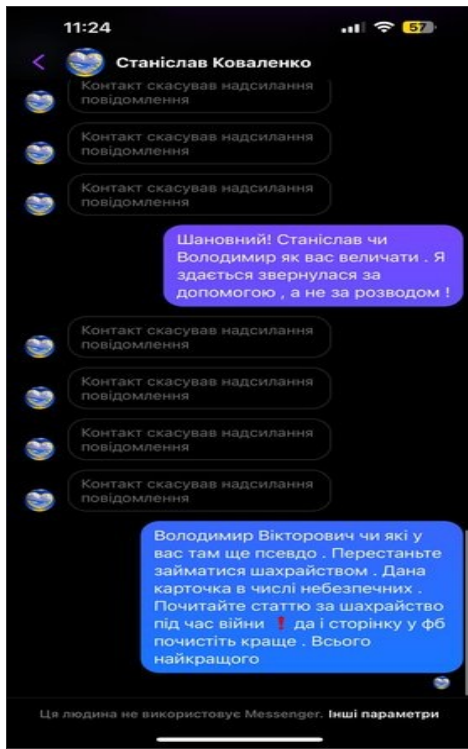 11:24
57
Станіслав Коваленко
Контакт скасував надсилання
повідомлення
Контакт скасував надсилання
повідомлення
Контакт скасував надсилання
повідомлення
Шановний! Станіслав чи
Володимир як вас величати . Я
здається звернулася за
допомогою , а не за розводом !
Контакт скасував надсилання
повідомлення
Контакт скасував надсилання
повідомлення
Контакт скасував надсилання
повідомлення
Контакт скасував надсилання
повідомлення
Володимир Вікторович чи які у
вас там ще псевдо . Перестаньте
займатися шахрайством . Дана
карточка в числі небезпечних .
Почитайте статтю за шахрайство
під час війни ❗ да і сторінку у фб
почистіть краще . Всього
найкращого
Ця людина не використовує Messenger. Інші параметри